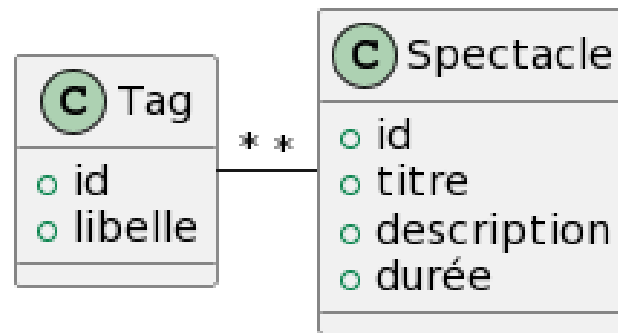 C Tag
id
libelle
* *
C Spectacle
id
titre
description
durée